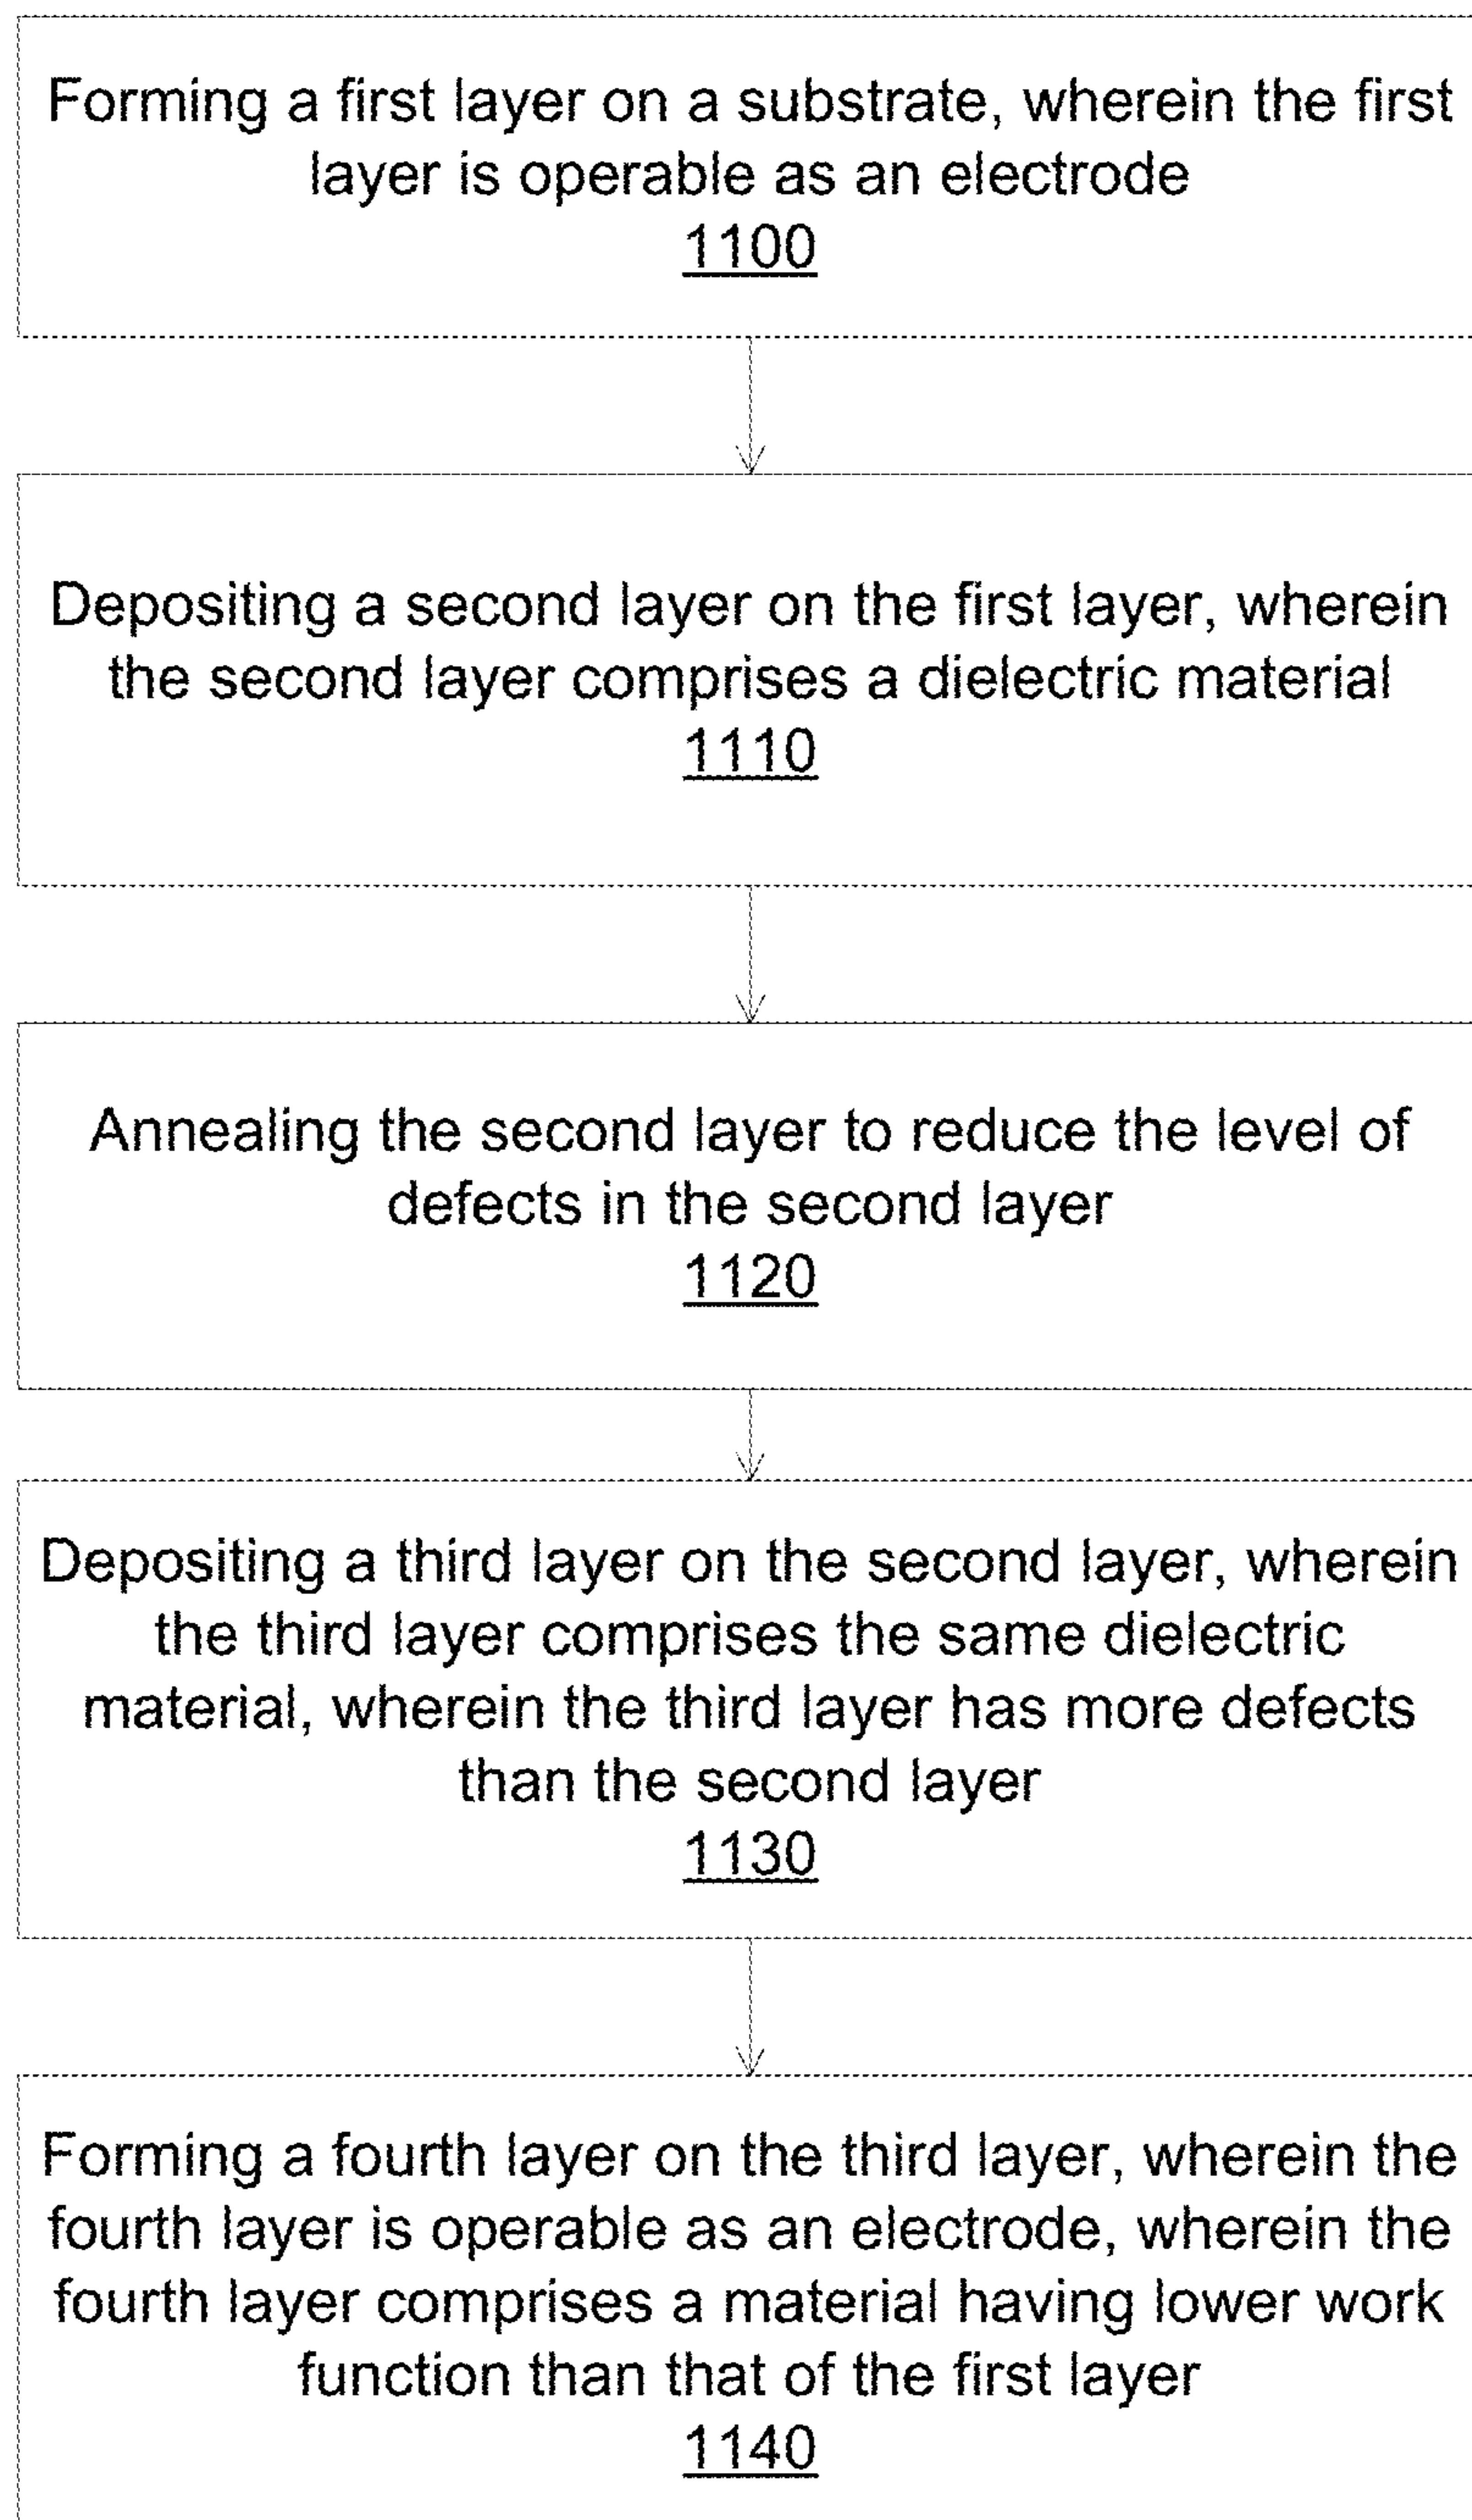 Forming a first layer on a substrate, wherein the first
layer is operable as an electrode
1100
Depositing a second layer on the first layer, wherein
the second layer comprises a dielectric material
1110
Annealing the second layer to reduce the level of
defects in the second layer
1120
Depositing a third layer on the second layer, wherein
the third layer comprises the same dielectric
material, wherein the third layer has more defects
than the second layer
1130
Forming a fourth layer on the third layer, wherein the
fourth layer is operable as an electrode, wherein the
fourth layer comprises a material having lower work
function than that of the first layer
1140